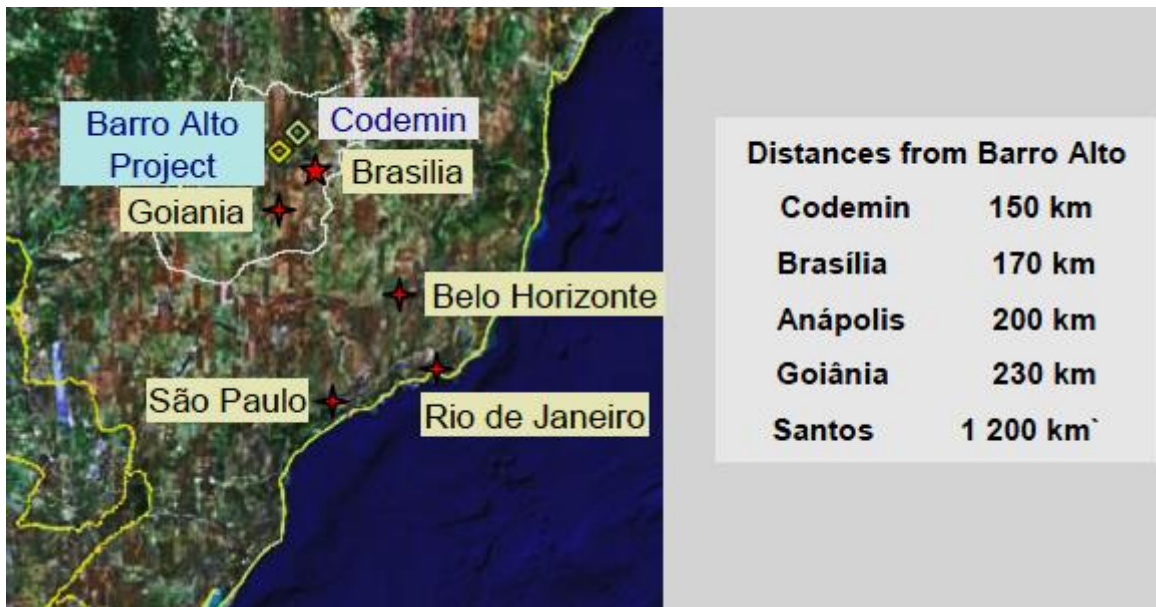 Barro Alto
Project
Codemin
Brasilia
Goiania
Belo Horizonte
São Paulo
Rio de Janeiro
Distances from Barro Alto
Codemin 150 km
Brasília 170 km
Anápolis 200 km
Goiânia 230 km
Santos 1 200 km`